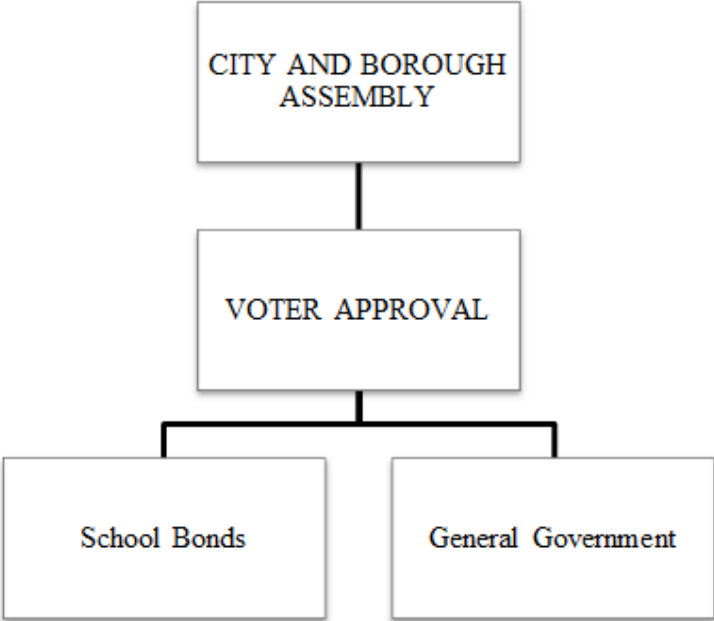 CITY AND BOROUGH
ASSEMBLY
VOTER APPROVAL
School Bonds
General Government